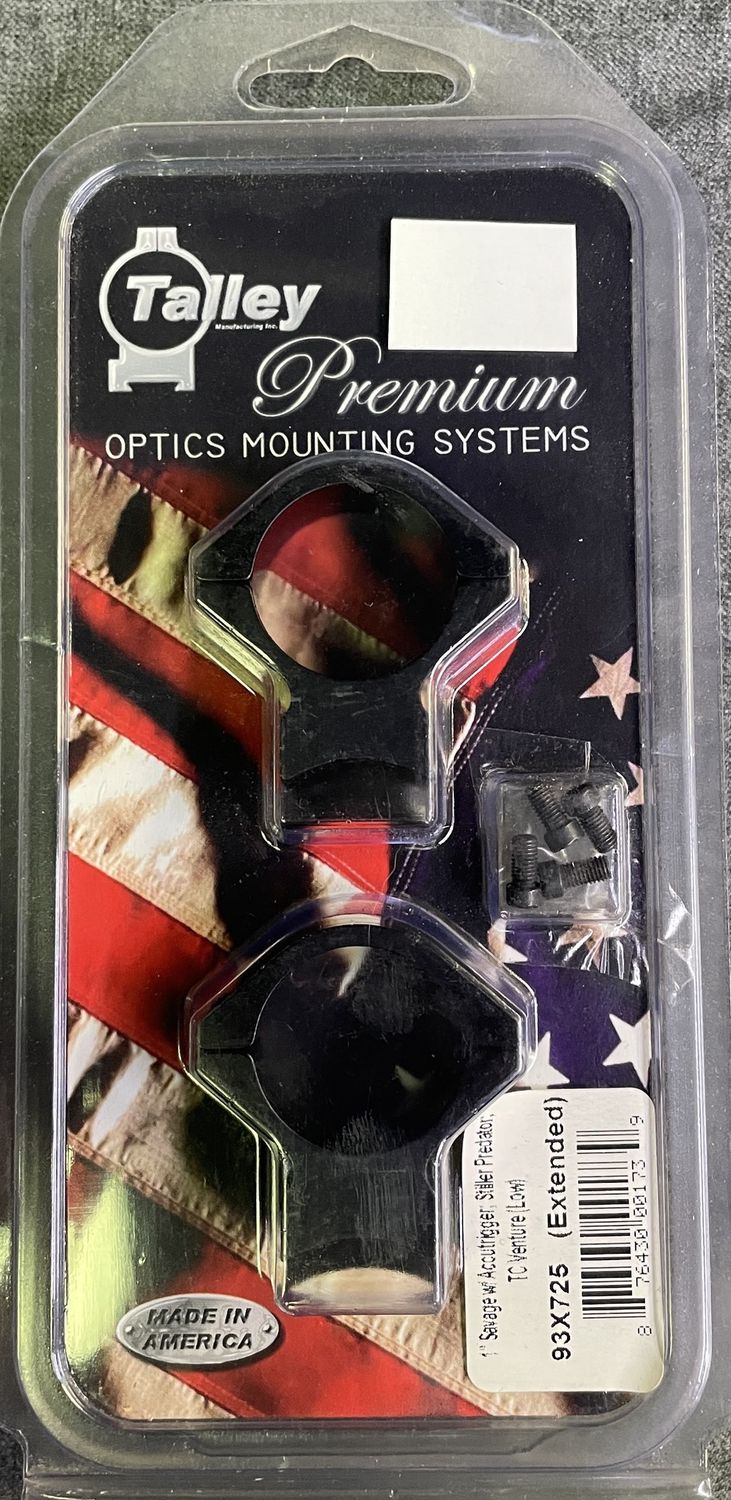 Talley
Manufacturing Inc.
Premium
OPTICS MOUNTING SYSTEMS
1" Savage w/ Accutrigger, Stiller Predator,
TC Venture (Low)
93X725 (Extended)
8 76430 00173 9
MADE IN
AMERICA